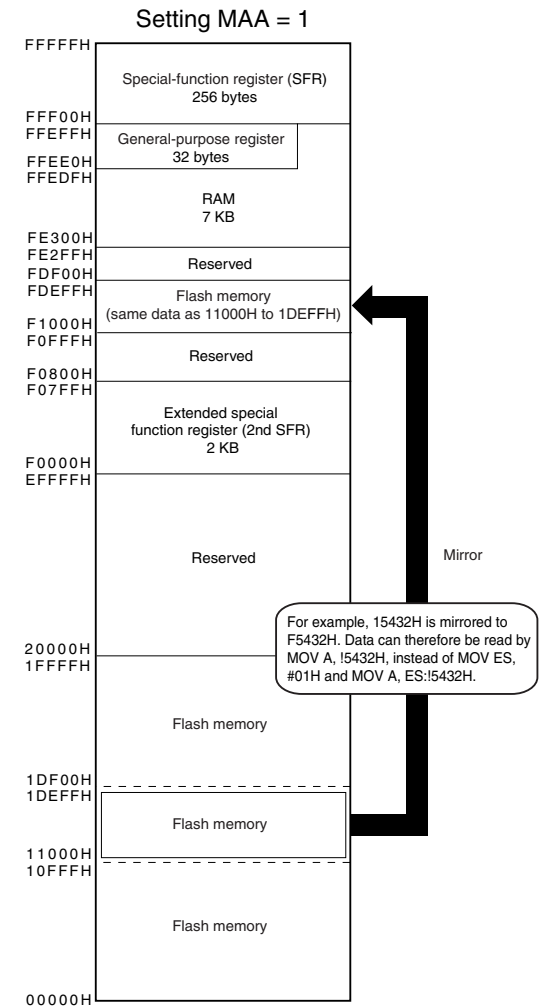 Setting MAA = 1
FFFFFH
Special-function register (SFR)
256 bytes
FFF00H
FFEFFH
General-purpose register
32 bytes
FFEE0H
FFEDFH
RAM
7 KB
FE300H
FE2FFH
Reserved
FDF00H
FDEFFH
Flash memory
(same data as 11000H to 1DEFFH)
F1000H
F0FFFH
Reserved
F0800H
F07FFH
Extended special
function register (2nd SFR)
2 KB
F0000H
EFFFFH
Reserved
Mirror
For example, 15432H is mirrored to
F5432H. Data can therefore be read by
MOV A, !5432H, instead of MOV ES,
#01H and MOV A, ES:!5432H.
20000H
1FFFFH
Flash memory
1DF00H
1DEFFH
Flash memory
11000H
10FFFH
Flash memory
00000H